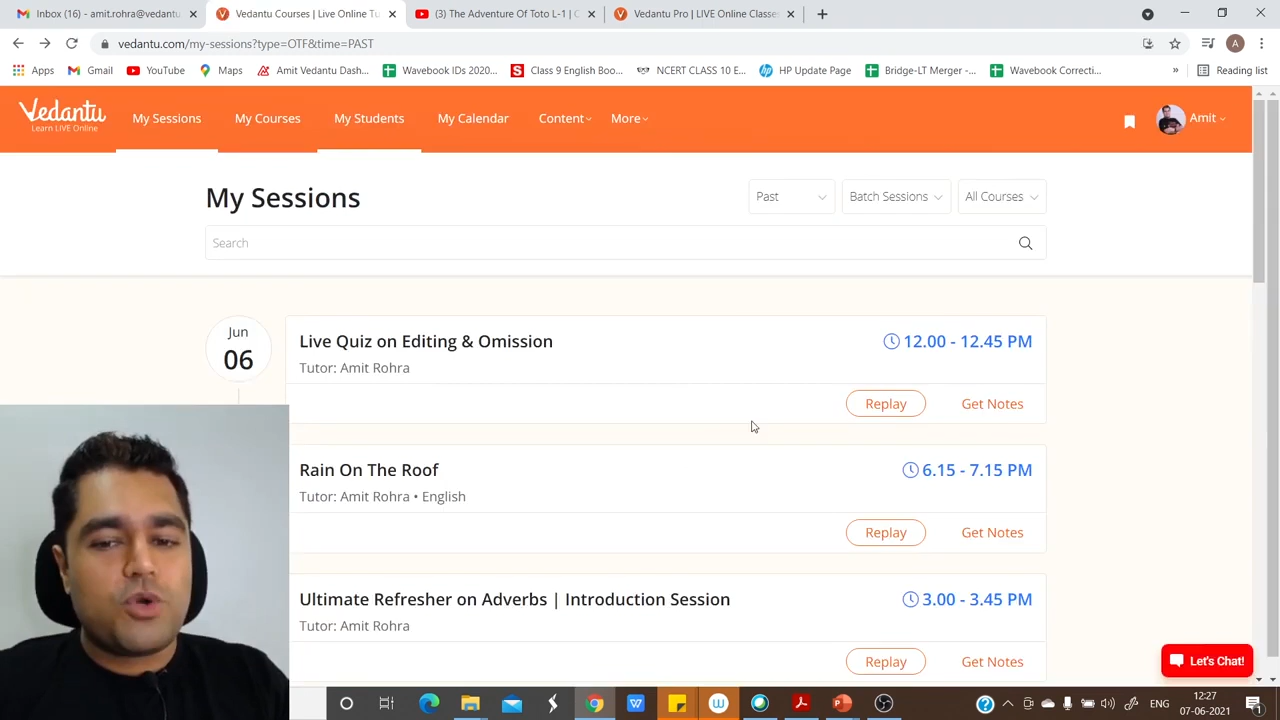 Inbox (16) - amit.rohra@vedantu
Vedantu Courses | Live Online Tu
(3) The Adventure Of Toto L-1 | C
Vedantu Pro | LIVE Online Classe
vedantu.com/my-sessions?type=OTF&time=PAST
A
Apps
Gmail
YouTube
Maps
Amit Vedantu Dash...
Wavebook IDs 2020...
Class 9 English Boo...
NCERT CLASS 10 E...
HP Update Page
Bridge-LT Merger -...
Wavebook Correcti...
»
Reading list
Vedantu
Learn LIVE Online
My Sessions
My Courses
My Students
My Calendar
Content
More
Amit
My Sessions
Past
Batch Sessions
All Courses
Search
Jun
06
Live Quiz on Editing & Omission
12.00 - 12.45 PM
Tutor: Amit Rohra
Replay
Get Notes
Rain On The Roof
6.15 - 7.15 PM
Tutor: Amit Rohra • English
Replay
Get Notes
Ultimate Refresher on Adverbs | Introduction Session
3.00 - 3.45 PM
Tutor: Amit Rohra
Replay
Get Notes
Let's Chat!
ENG
12:27
07-06-2021